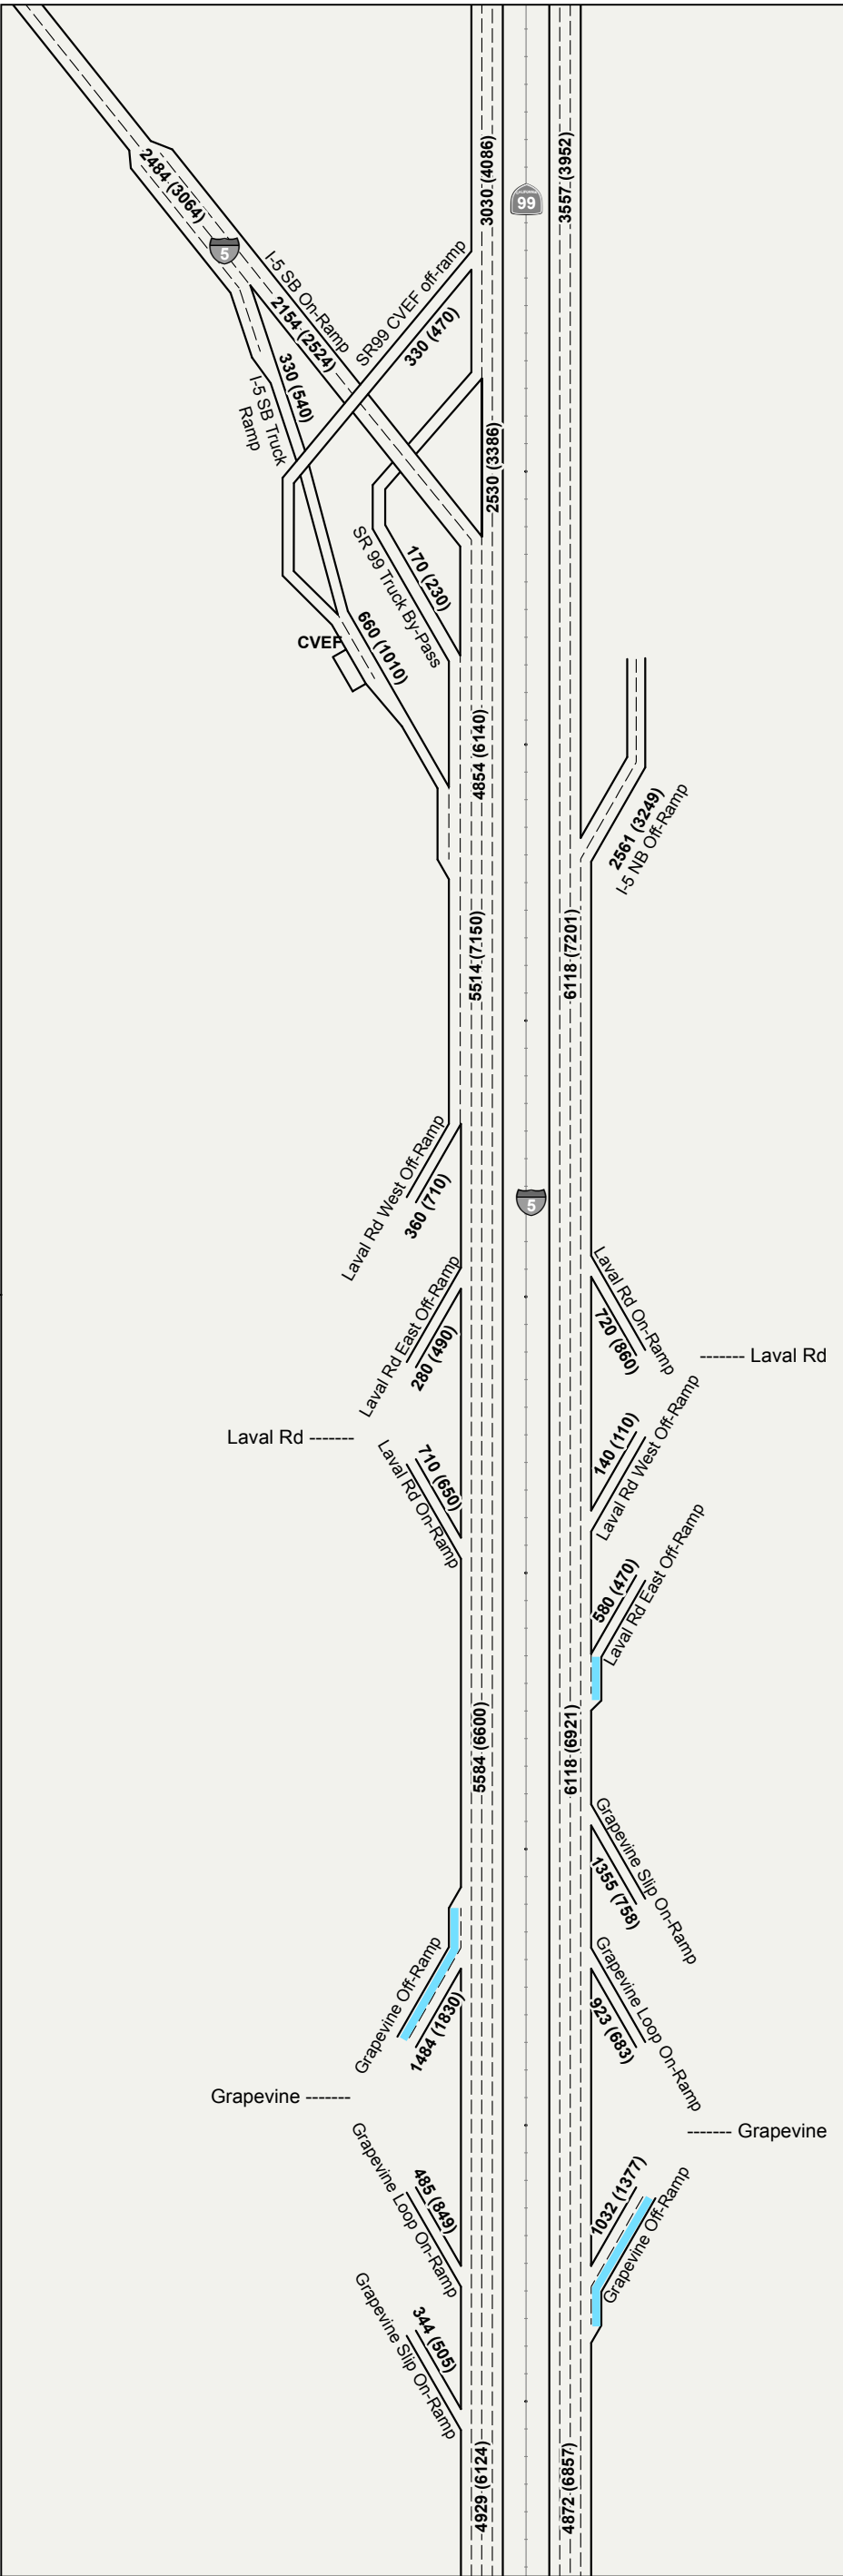 2484 (3064)
5
3030 (4086)
CALIFORNIA
99
3557 (3952)
I-5 SB On-Ramp
2154 (2524)
SR99 CVEF off-ramp
330 (470)
330 (540)
I-5 SB Truck
Ramp
2530 (3386)
170 (230)
SR 99 Truck By-Pass
CVEF
660 (1010)
4854 (6140)
2561 (3249)
I-5 NB Off-Ramp
5514 (7150)
6118 (7201)
Laval Rd West Off-Ramp
360 (710)
5
Laval Rd East Off-Ramp
280 (490)
Laval Rd On-Ramp
720 (860)
------- Laval Rd
Laval Rd -------
710 (650)
Laval Rd On-Ramp
140 (110)
Laval Rd West Off-Ramp
580 (470)
Laval Rd East Off-Ramp
5584 (6600)
6118 (6921)
Grapevine Slip On-Ramp
1355 (758)
Grapevine Off-Ramp
1484 (1830)
Grapevine Loop On-Ramp
923 (683)
Grapevine -------
------- Grapevine
485 (849)
Grapevine Loop On-Ramp
1032 (1377)
Grapevine Off-Ramp
344 (505)
Grapevine Slip On-Ramp
4929 (6124)
4872 (6857)